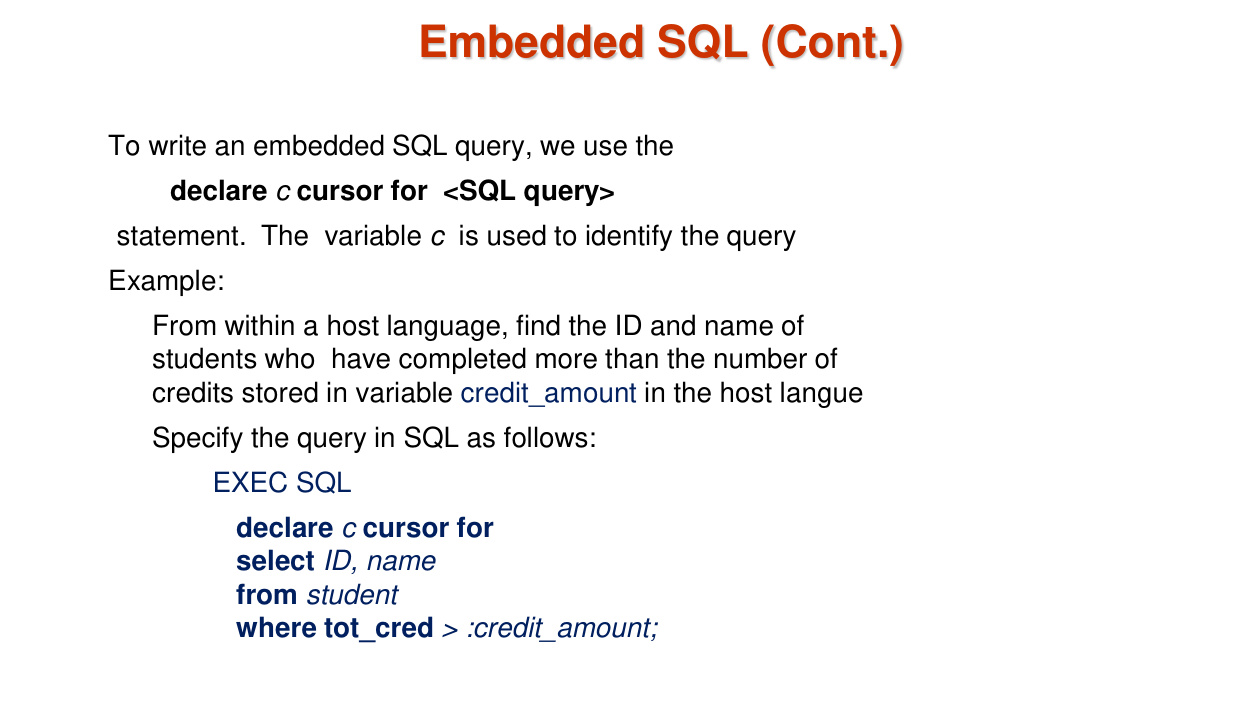 Embedded SQL (Cont.)
To write an embedded SQL query, we use the
declare c cursor for <SQL query>
statement. The variable c is used to identify the query
Example:
From within a host language, find the ID and name of
students who have completed more than the number of
credits stored in variable credit_amount in the host langue
Specify the query in SQL as follows:
EXEC SQL
declare c cursor for
select ID, name
from student
where tot_cred > :credit_amount;